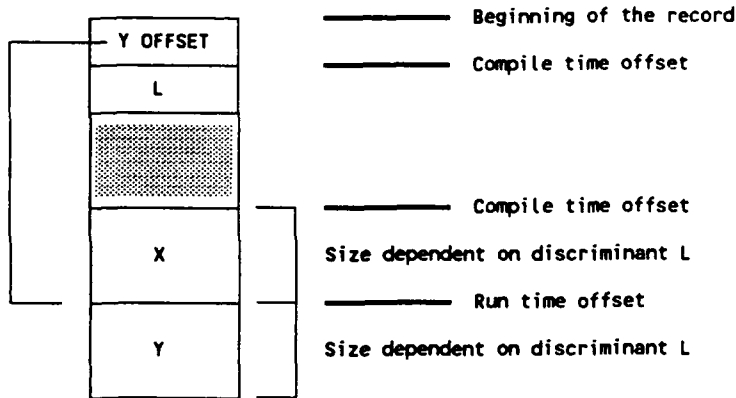 Beginning of the record
Y OFFSET
Compile time offset
L
Compile time offset
X
Size dependent on discriminant L
Run time offset
Y
Size dependent on discriminant L